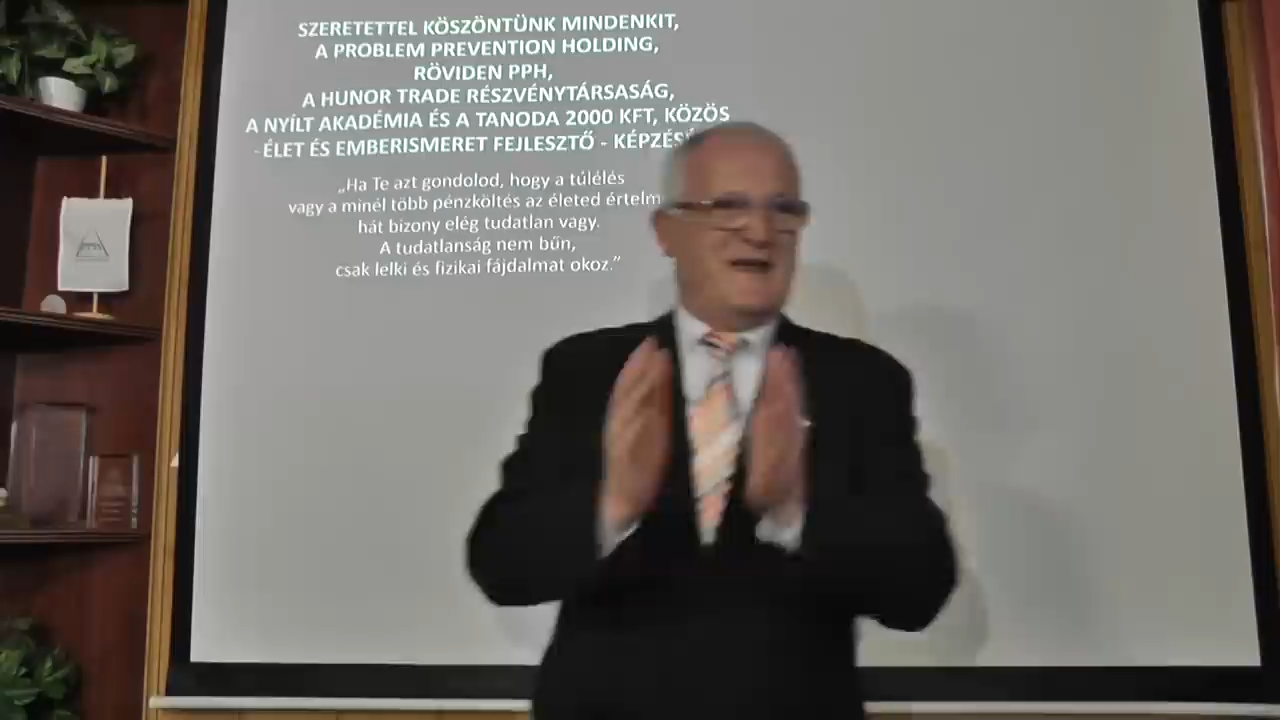 SZERETETTEL KÖSZÖNTÜNK MINDENKIT,
A PROBLEM PREVENTION HOLDING,
RÖVIDEN PPH,
A HUNOR TRADE RÉSZVÉNYTÁRSASÁG,
A NYÍLT AKADÉMIA ÉS A TANODA 2000 KFT, KÖZÖS
- ÉLET ÉS EMBERISMERET FEJLESZTŐ -
„Ha Te azt gondolod, hogy a túlélés
vagy a minél több pénzköltés az életed
hát bizony elég tudatlan vagy.
A tudatlanság nem bűn,
csak lelki és fizikai fájdalmat okoz.”